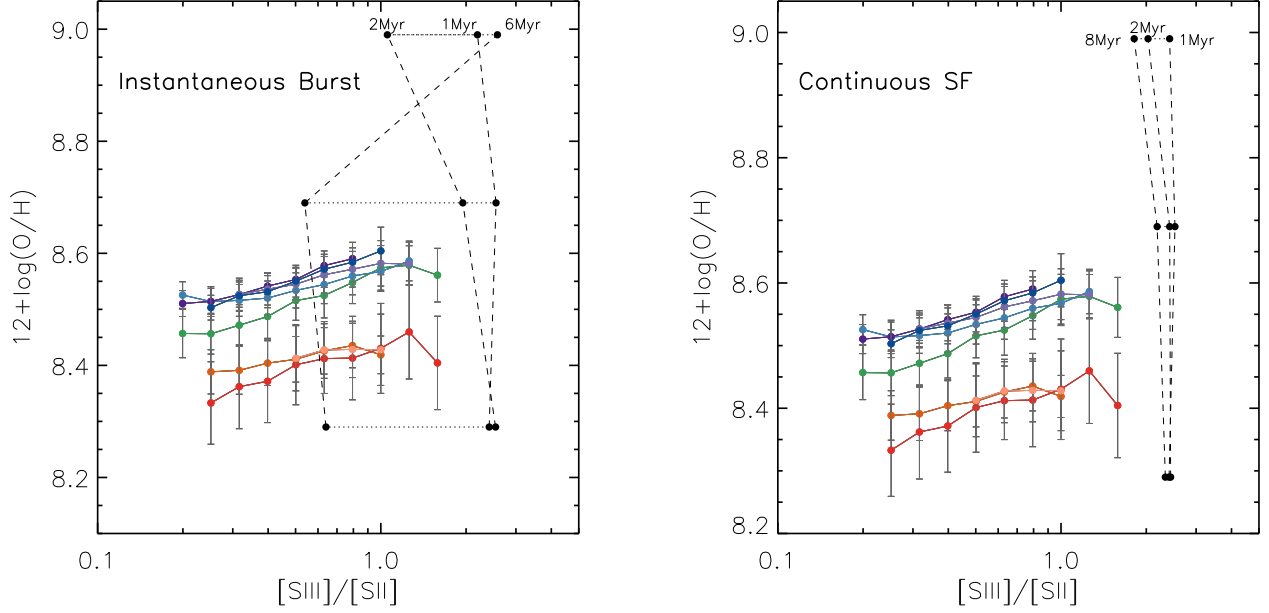 9.0
8.8
8.6
8.4
8.2
12+log(O/H)
2Myr
1Myr
6Myr
Instantaneous Burst
0.1
1.0
[SIII]/[SII]
9.0
8.8
8.6
8.4
8.2
12+log(O/H)
8Myr
2Myr
1Myr
Continuous SF
0.1
1.0
[SIII]/[SII]